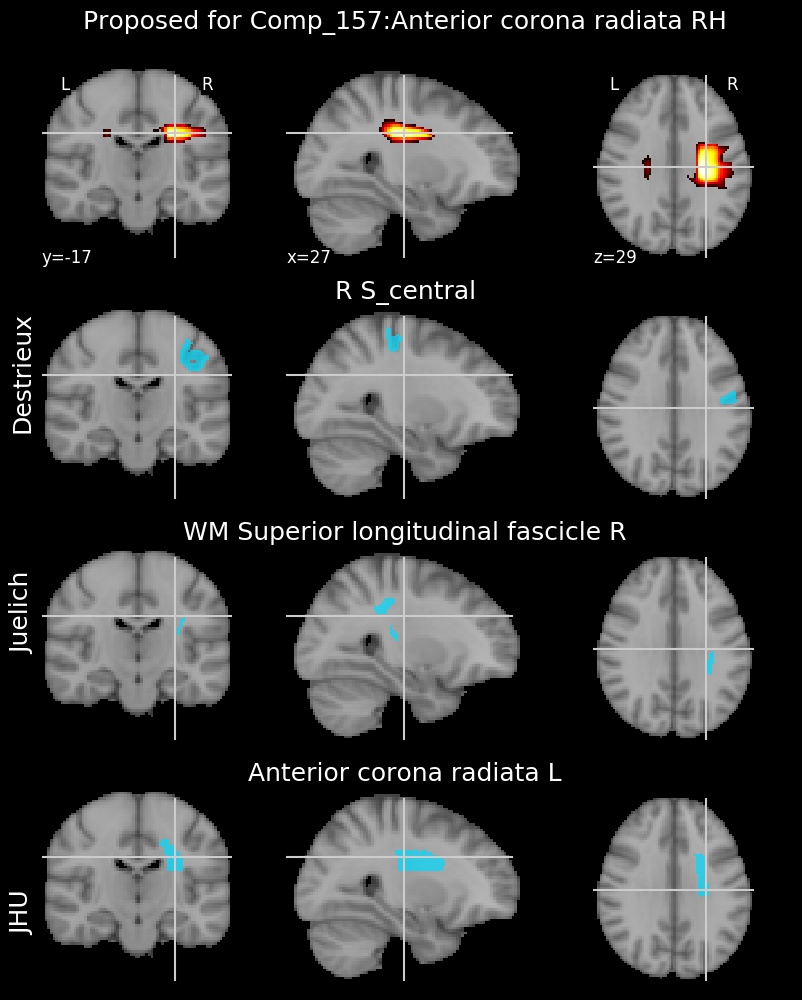 Proposed for Comp_157:Anterior corona radiata RH
L R L R
y=-17 x=27 z=29
R S_central
Destrieux
WM Superior longitudinal fascicle R
Juelich
Anterior corona radiata L
JHU